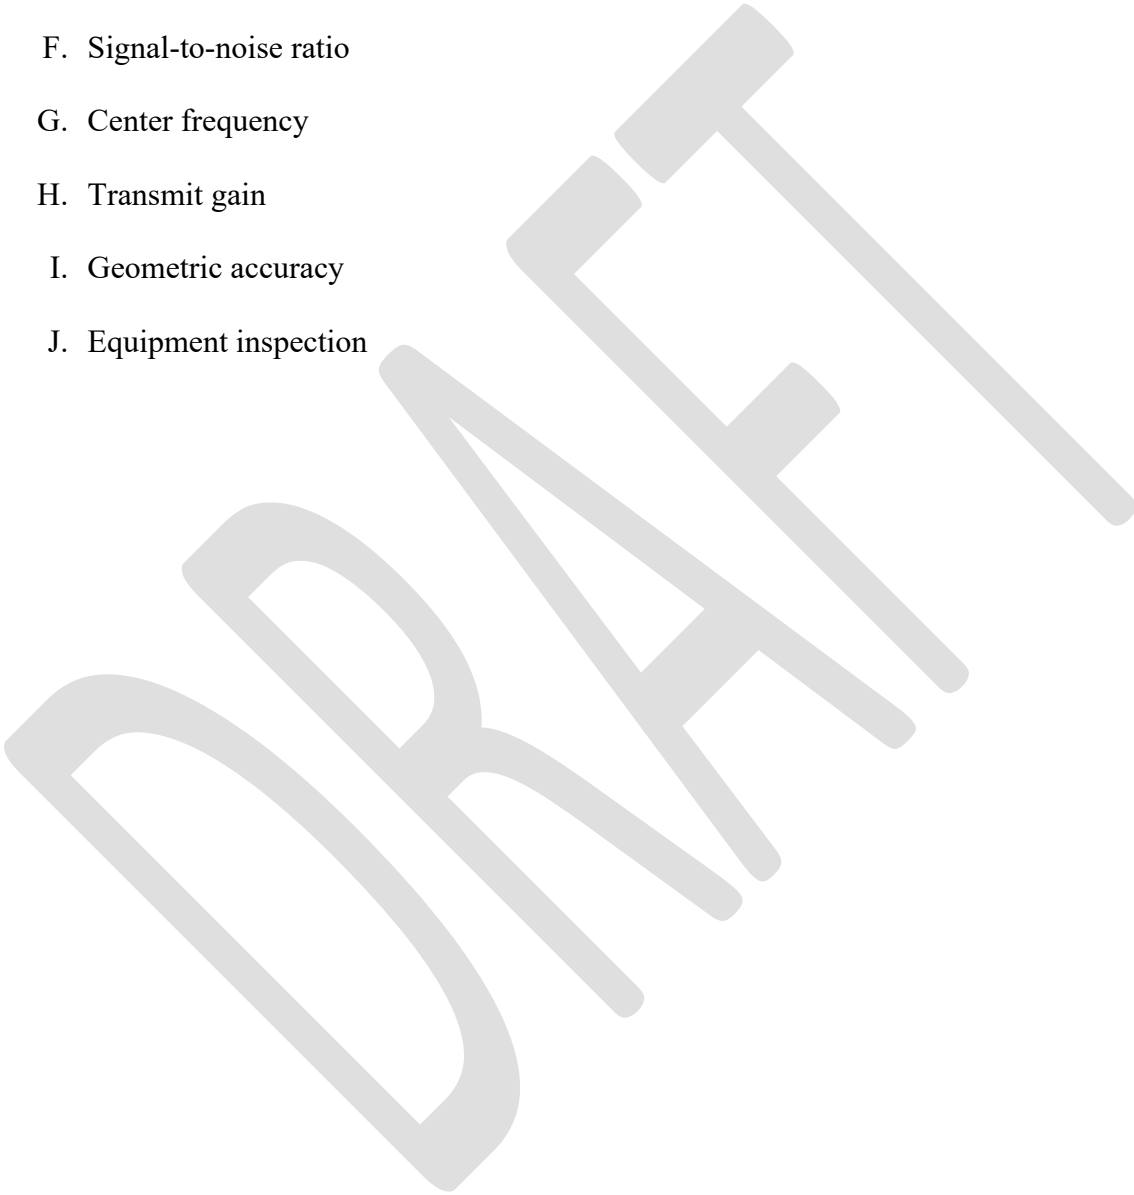 F. Signal-to-noise ratio
G. Center frequency
H. Transmit gain
I. Geometric accuracy
J. Equipment inspection
DRAFT